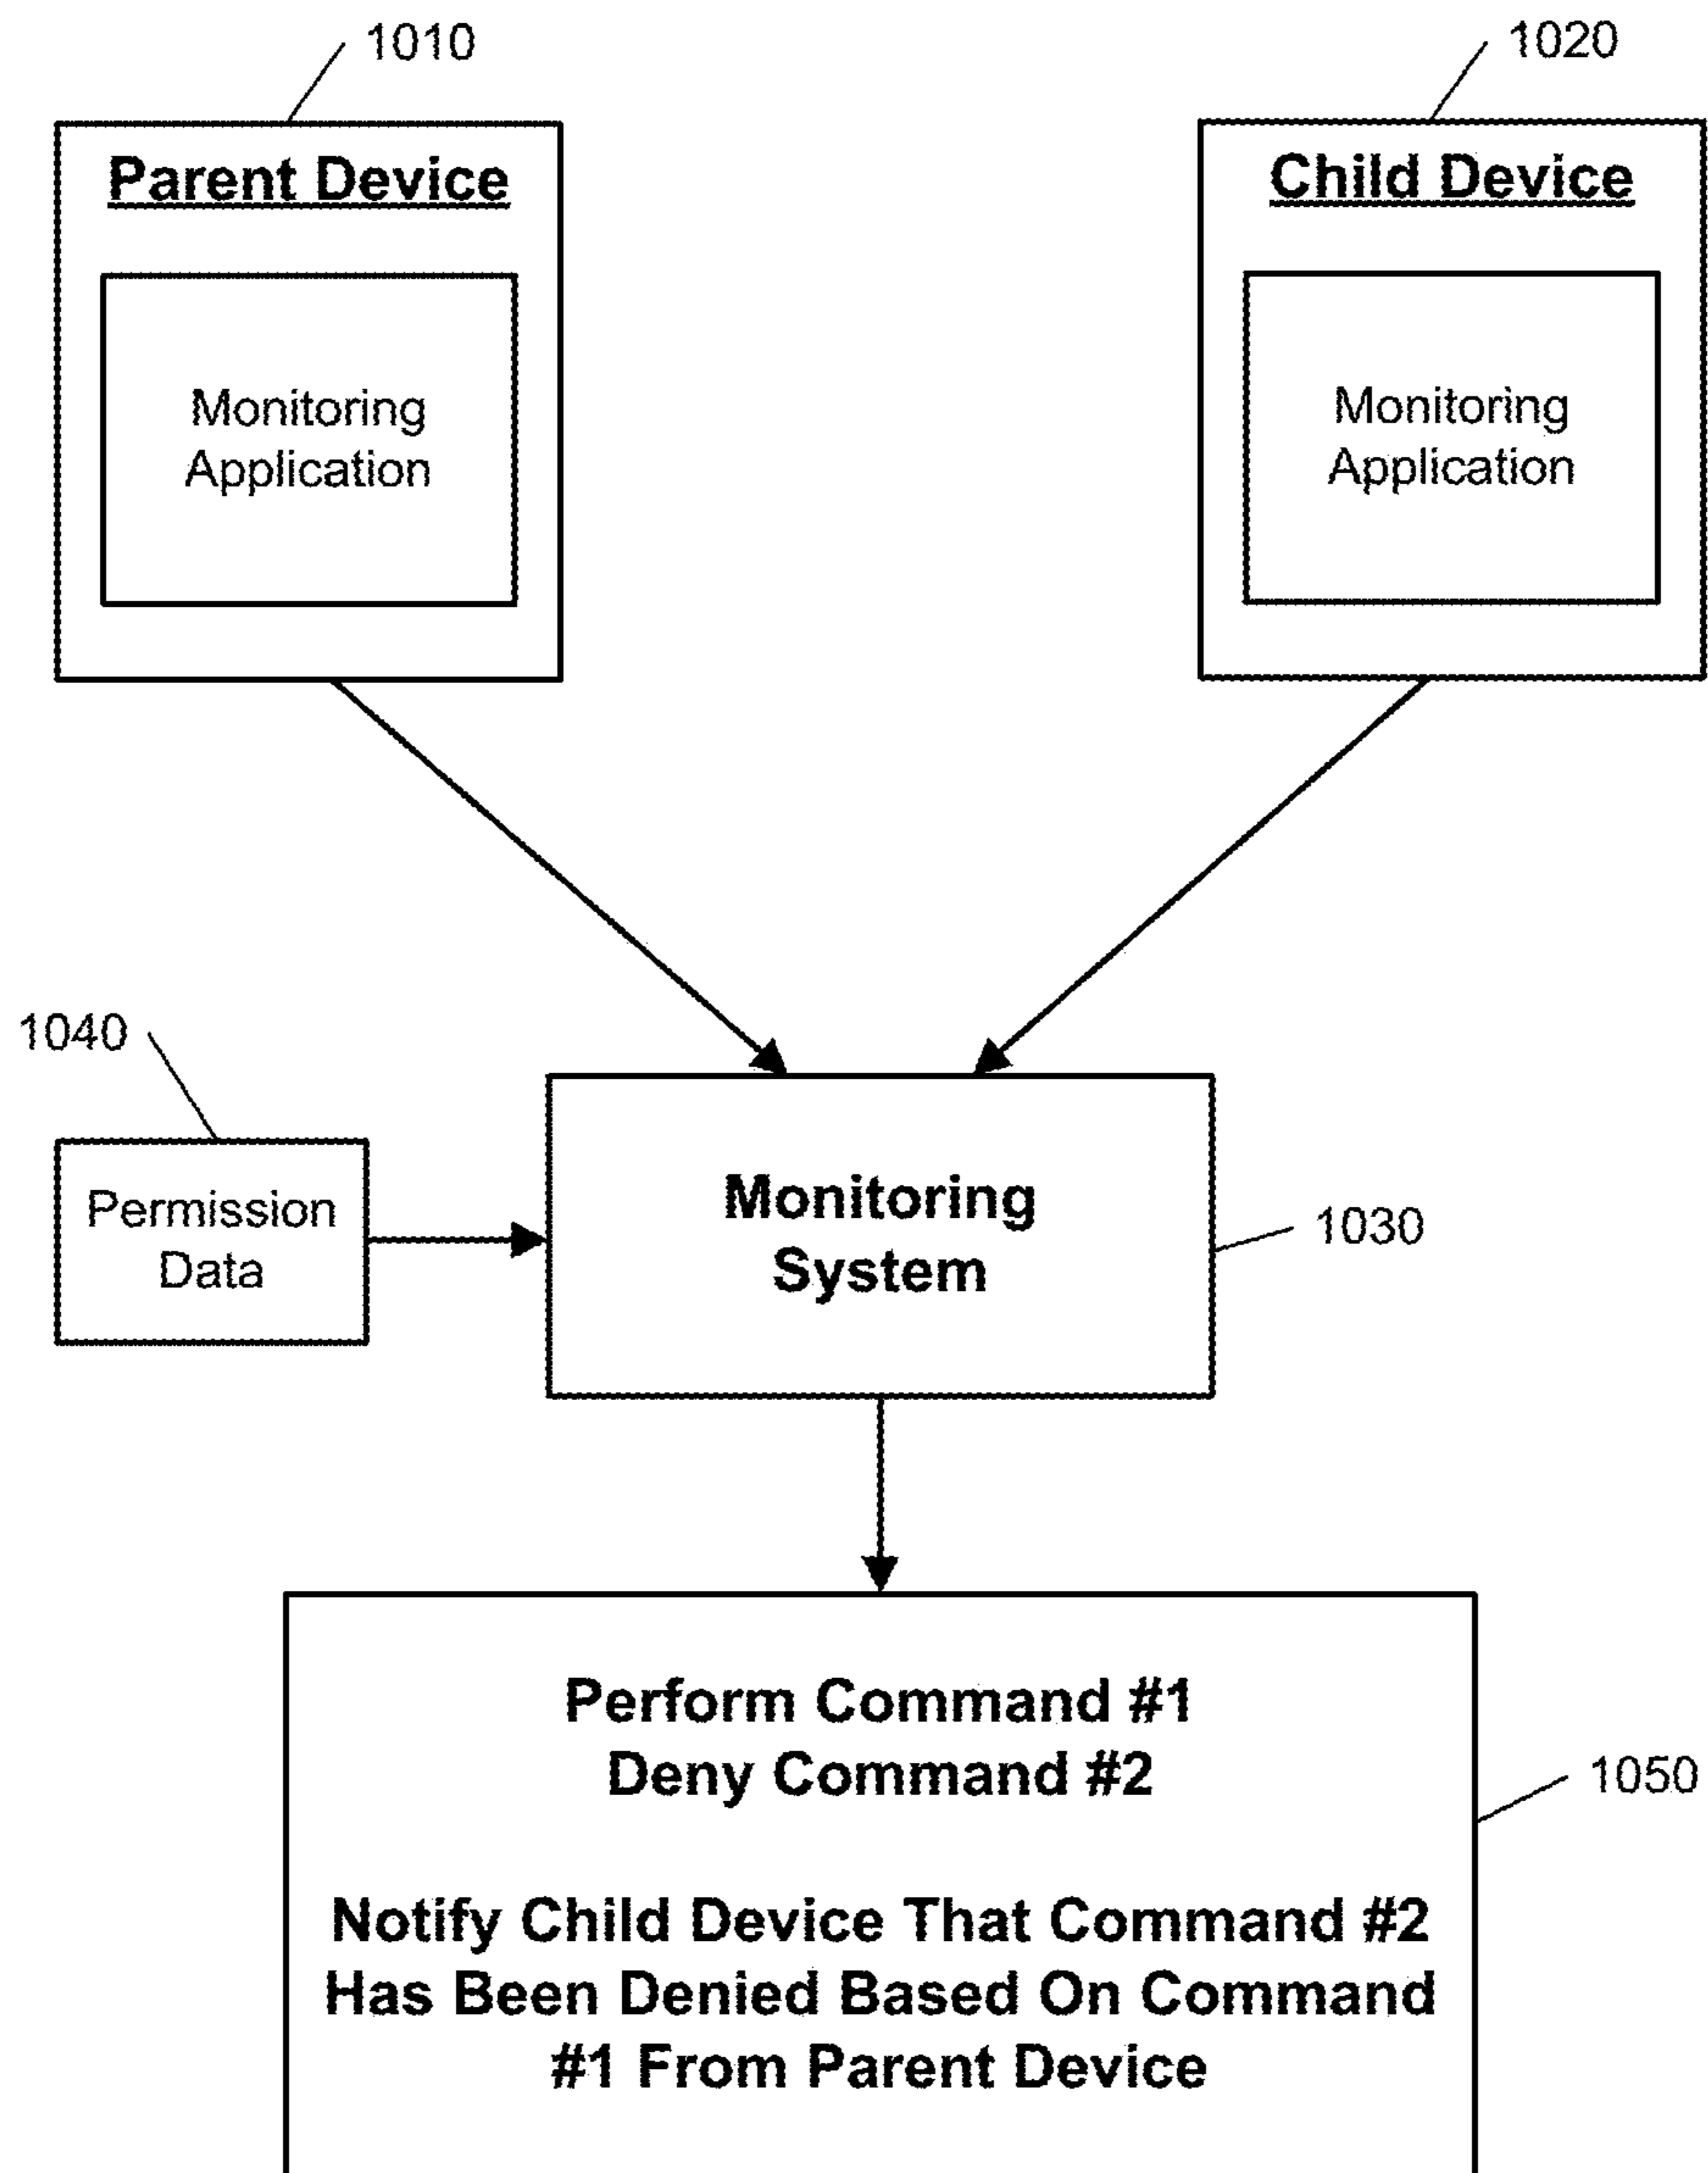 1010
1020
Parent Device
Child Device
Monitoring
Application
Monitoring
Application
1040
Permission
Data
Monitoring
System
1030
Perform Command #1
Deny Command #2
1050
Notify Child Device That Command #2
Has Been Denied Based On Command
#1 From Parent Device